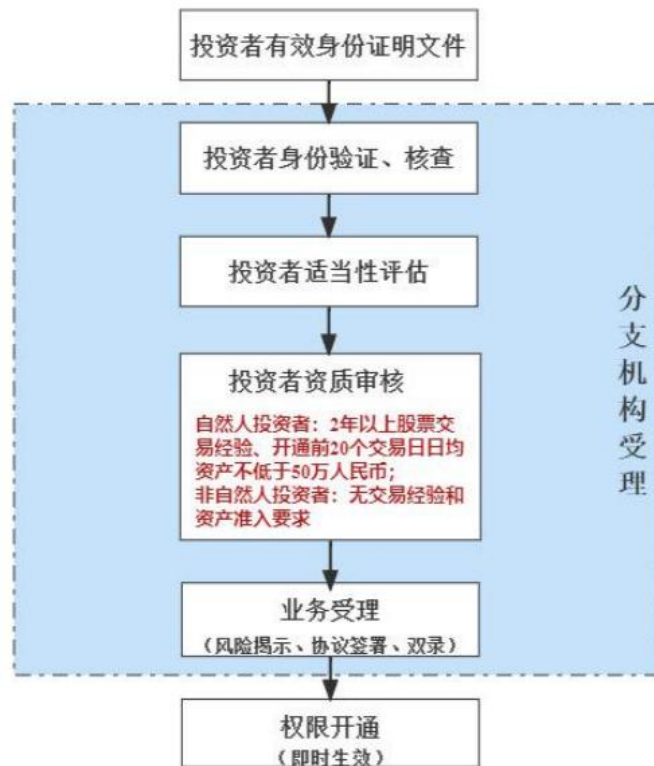 投资者有效身份证明文件
投资者身份验证、核查
投资者适当性评估
投资者资质审核
自然人投资者：2年以上股票交
易经验、开通前20个交易日日均
资产不低于50万人民币；
非自然人投资者：无交易经验和
资产准入要求
业务受理
（风险揭示、协议签署、双录）
权限开通
（即时生效）
分
支
机
构
受
理